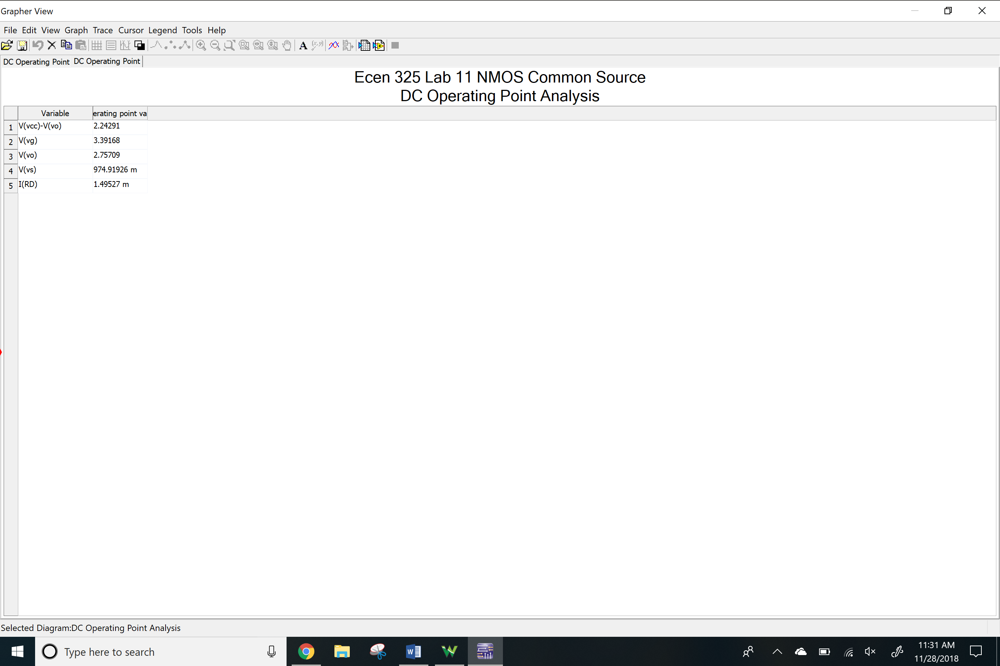 Grapher View
File Edit View Graph Trace Cursor Legend Tools Help
DC Operating Point DC Operating Point
Ecen 325 Lab 11 NMOS Common Source
DC Operating Point Analysis
Variable erating point va
1 V(vcc)-V(vo) 2.24291
2 V(vg) 3.39168
3 V(vo) 2.75709
4 V(vs) 974.91926 m
5 I(RD) 1.49527 m
Selected Diagram:DC Operating Point Analysis
Type here to search
11:31 AM
11/28/2018